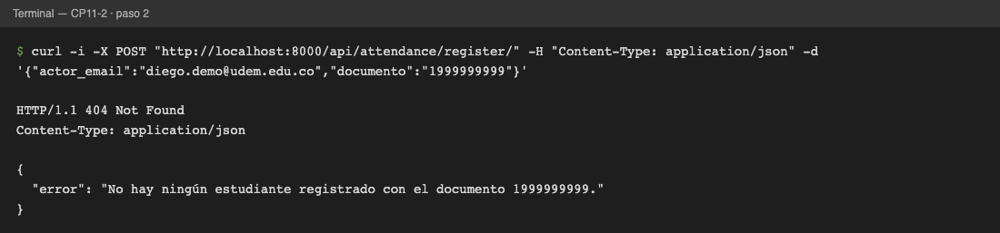 Terminal — CP11-2 · paso 2
$ curl -i -X POST "http://localhost:8000/api/attendance/register/" -H "Content-Type: application/json" -d
'{"actor_email":"diego.demo@udem.edu.co","documento":"1999999999"}'
HTTP/1.1 404 Not Found
Content-Type: application/json
{
"error": "No hay ningún estudiante registrado con el documento 1999999999."
}